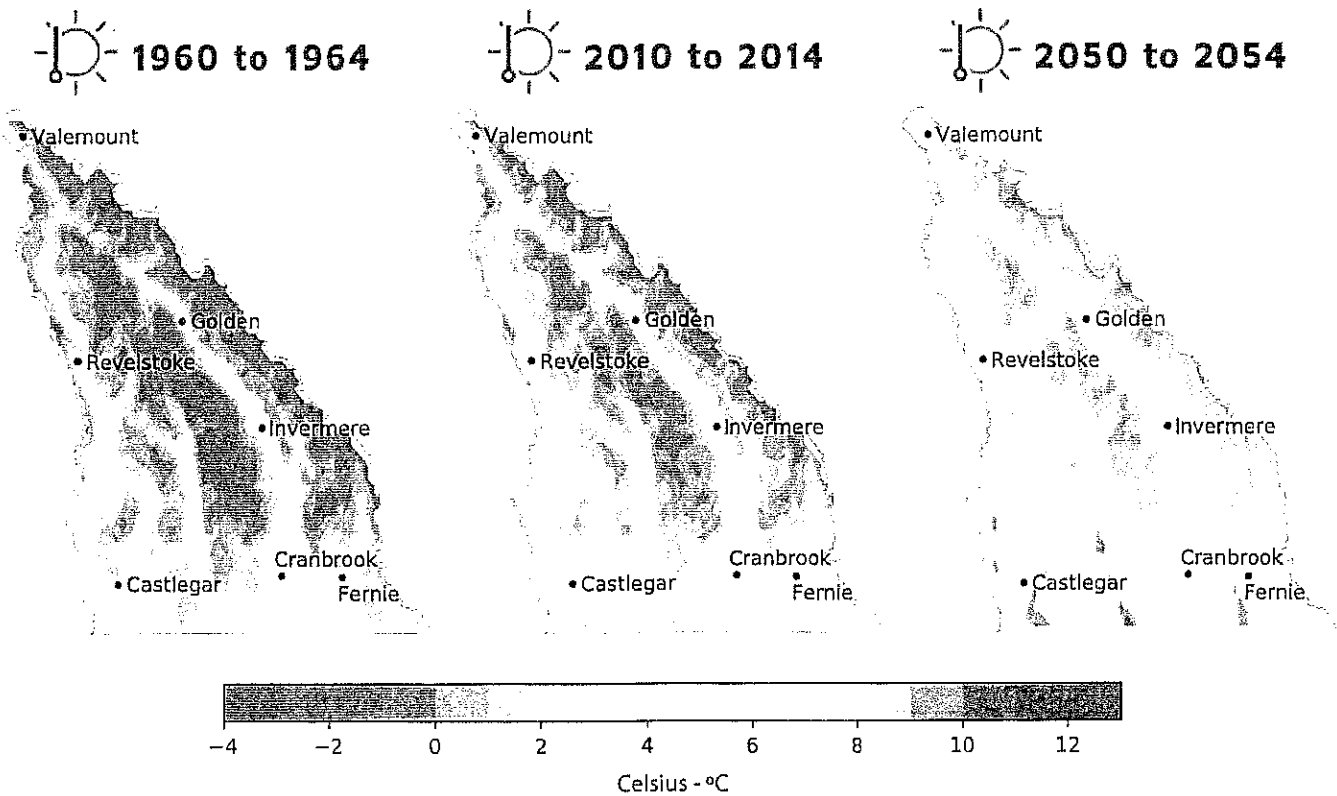 1960 to 1964
2010 to 2014
2050 to 2054
Valemount
Golden
Revelstoke
Invermere
Cranbrook
Castlegar
Fernie
Valemount
Golden
Revelstoke
Invermere
Cranbrook
Castlegar
Fernie
Valemount
Golden
Revelstoke
Invermere
Cranbrook
Castlegar
Fernie
−4 −2 0 2 4 6 8 10 12
Celsius - ºC